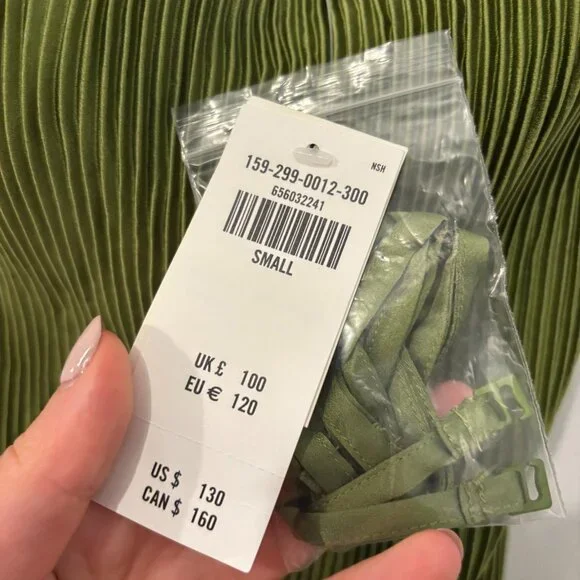 NSH
159-299-0012-300
656032241
SMALL
UK £ 100
EU € 120
US $ 130
CAN $ 160